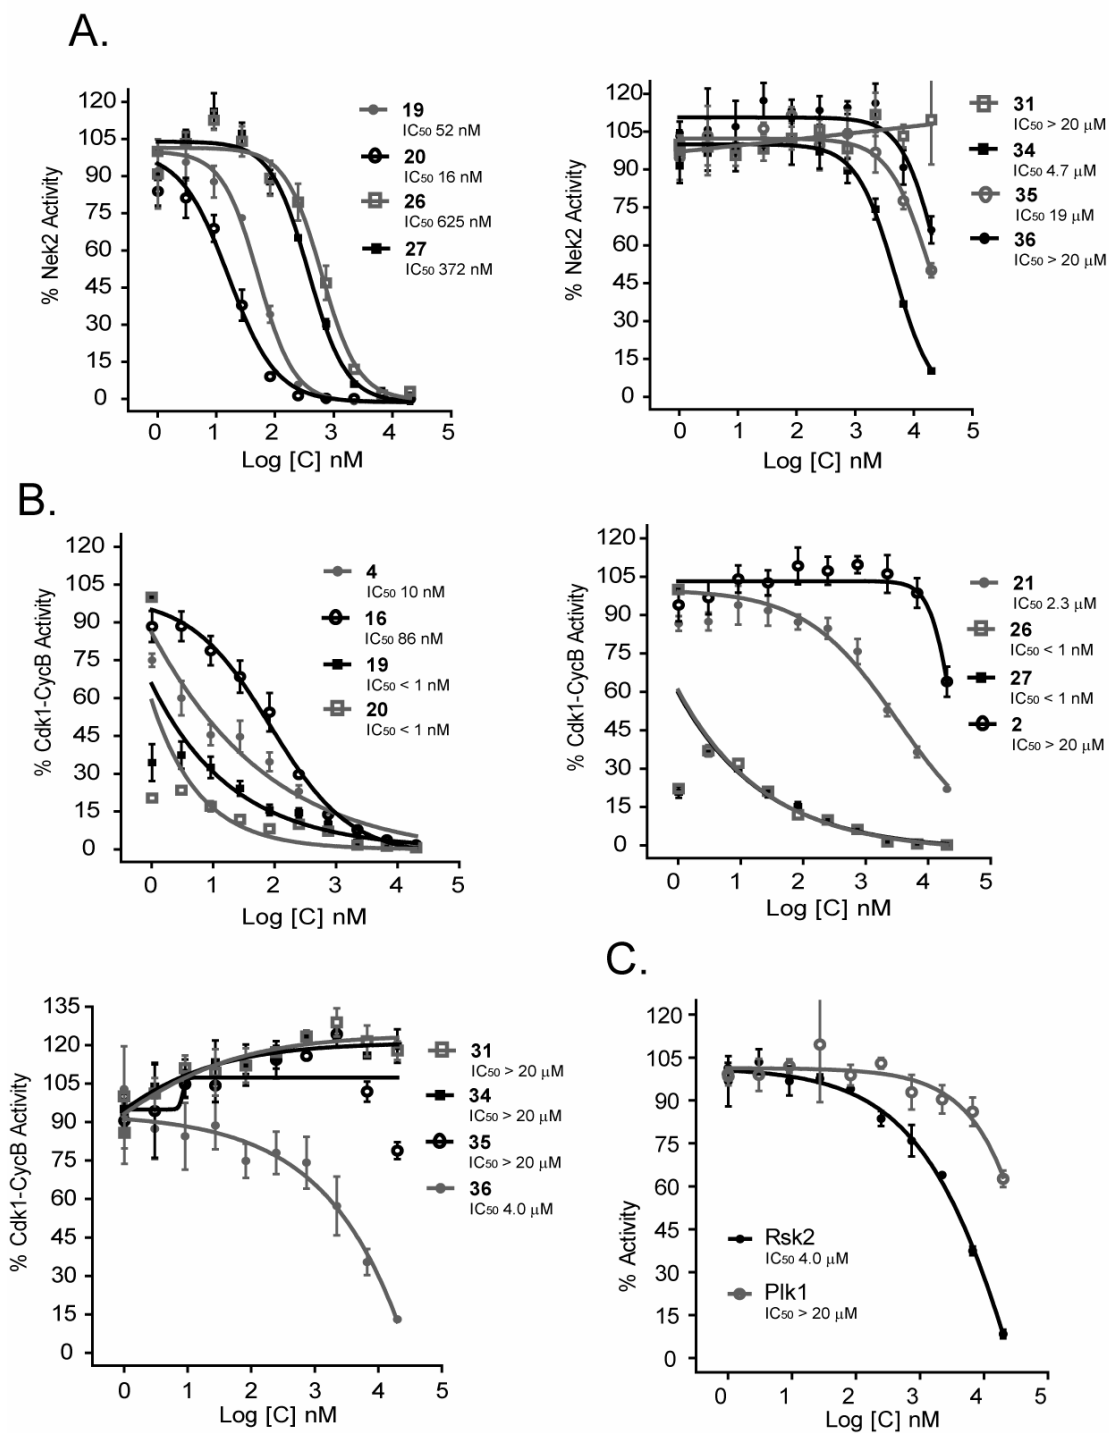 A.
120
105
90
75
60
45
30
15
0
% Nek2 Activity
0 1 2 3 4 5
Log [C] nM
19
IC50 52 nM
20
IC50 16 nM
26
IC50 625 nM
27
IC50 372 nM
120
105
90
75
60
45
30
15
0
% Nek2 Activity
0 1 2 3 4 5
Log [C] nM
31
IC50 > 20 μM
34
IC50 4.7 μM
35
IC50 19 μM
36
IC50 > 20 μM
B.
120
105
90
75
60
45
30
15
0
% Cdk1-CycB Activity
0 1 2 3 4 5
Log [C] nM
4
IC50 10 nM
16
IC50 86 nM
19
IC50 < 1 nM
20
IC50 < 1 nM
120
105
90
75
60
45
30
15
0
% Cdk1-CycB Activity
0 1 2 3 4 5
Log [C] nM
21
IC50 2.3 μM
26
IC50 < 1 nM
27
IC50 < 1 nM
2
IC50 > 20 μM
135
120
105
90
75
60
45
30
15
0
% Cdk1-CycB Activity
0 1 2 3 4 5
Log [C] nM
31
IC50 > 20 μM
34
IC50 > 20 μM
35
IC50 > 20 μM
36
IC50 4.0 μM
C.
120
105
90
75
60
45
30
15
0
% Activity
0 1 2 3 4 5
Log [C] nM
Rsk2
IC50 4.0 μM
Plk1
IC50 > 20 μM